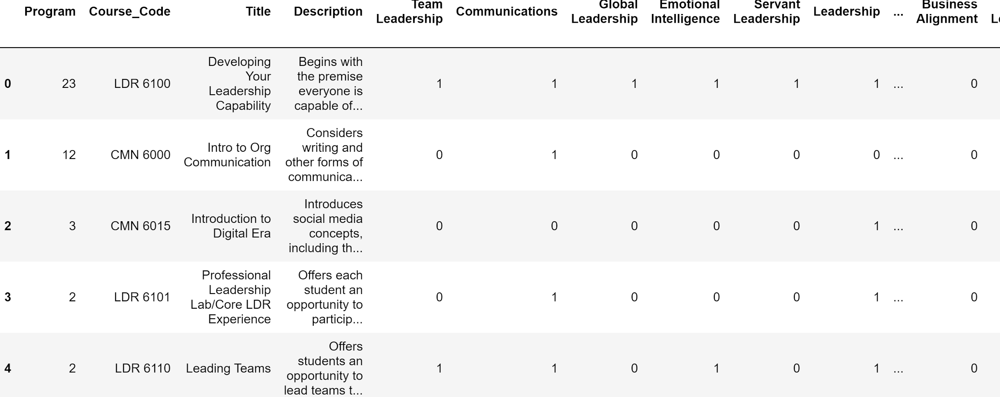 Program Course_Code Title Description Team Leadership Communications Global Leadership Emotional Intelligence Servant Leadership Leadership ... Business Alignment
0 23 LDR 6100 Developing Your Leadership Capability Begins with the premise everyone is capable of... 1 1 1 1 1 1 ... 0
1 12 CMN 6000 Intro to Org Communication Considers writing and other forms of communica... 0 1 0 0 0 0 ... 0
2 3 CMN 6015 Introduction to Digital Era Introduces social media concepts, including th... 0 0 0 0 0 1 ... 0
3 2 LDR 6101 Professional Leadership Lab/Core LDR Experience Offers each student an opportunity to particip... 0 1 0 0 0 1 ... 0
4 2 LDR 6110 Leading Teams Offers students an opportunity to lead teams t... 1 1 0 1 0 1 ... 0